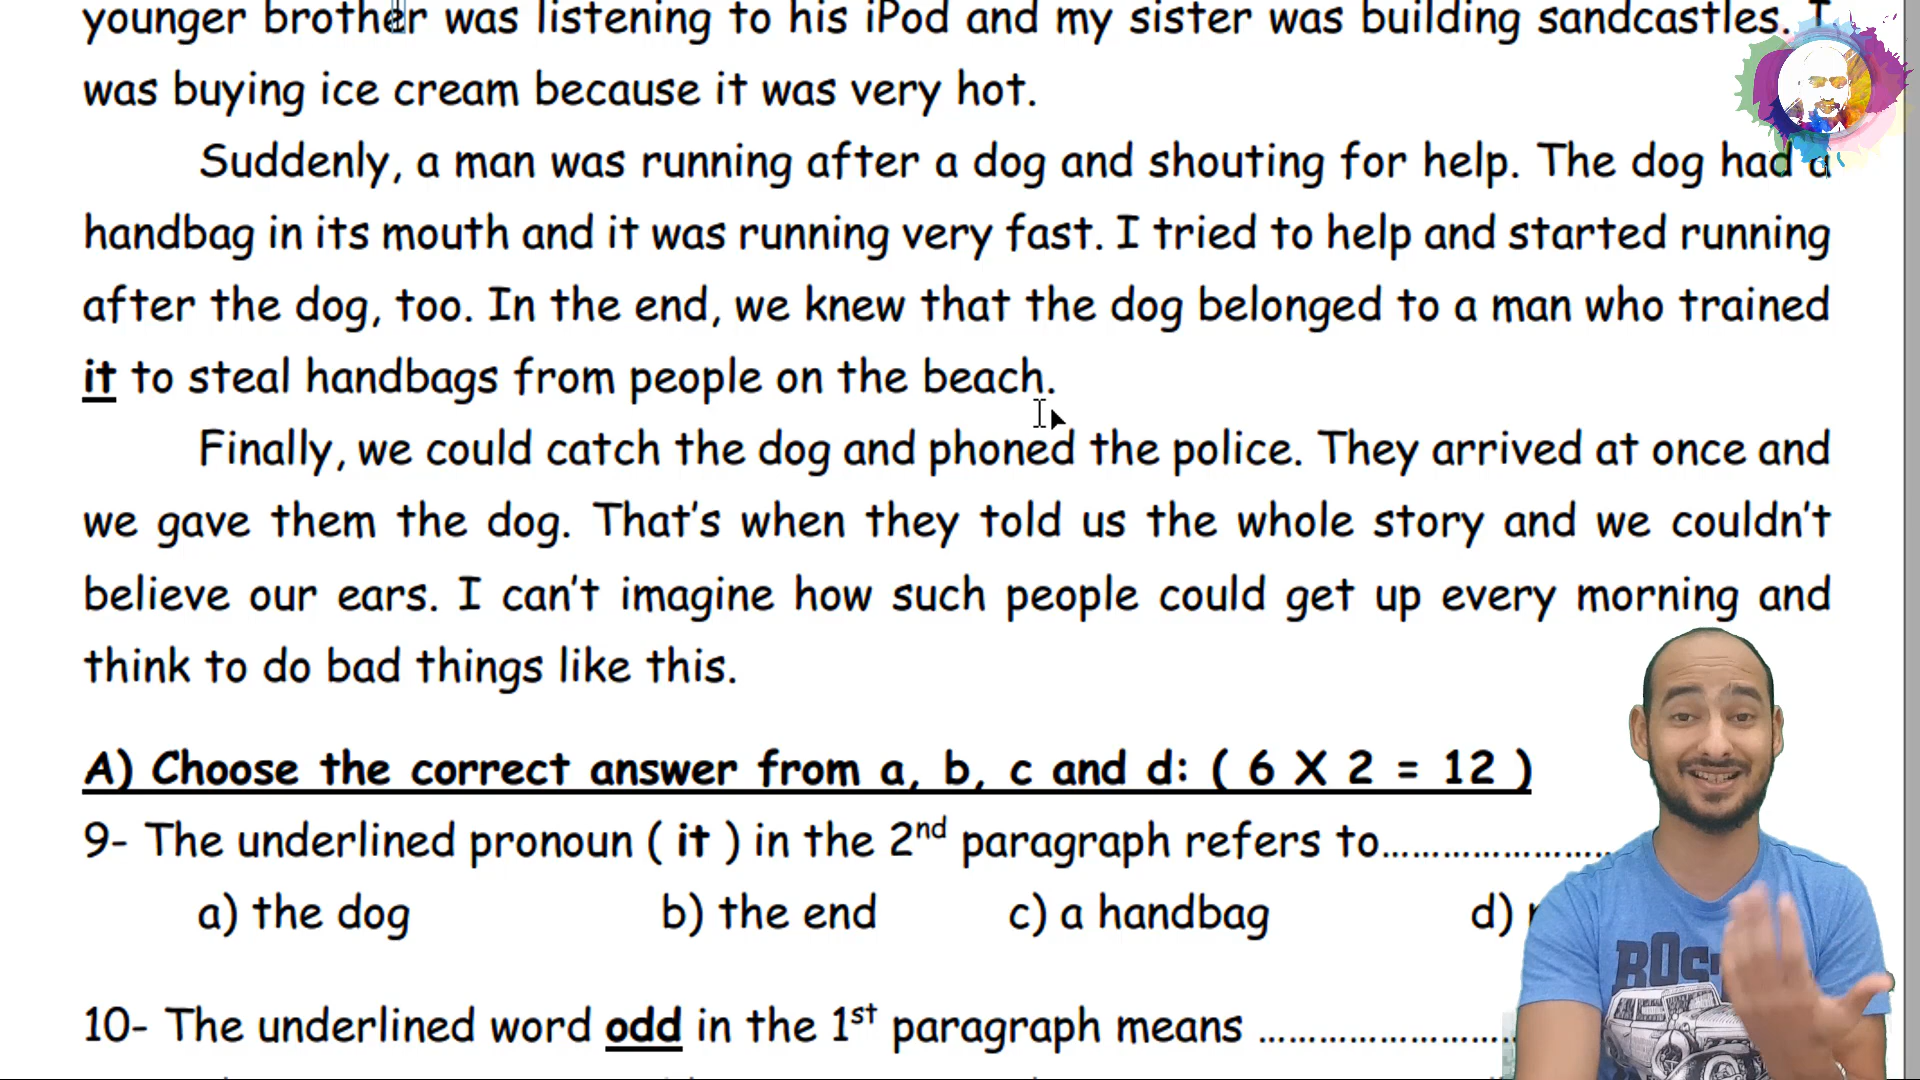 younger brother was listening to his iPod and my sister was building sandcastles. I
was buying ice cream because it was very hot.
Suddenly, a man was running after a dog and shouting for help. The dog had a
handbag in its mouth and it was running very fast. I tried to help and started running
after the dog, too. In the end, we knew that the dog belonged to a man who trained
it to steal handbags from people on the beach.
Finally, we could catch the dog and phoned the police. They arrived at once and
we gave them the dog. That's when they told us the whole story and we couldn't
believe our ears. I can't imagine how such people could get up every morning and
think to do bad things like this.
A) Choose the correct answer from a, b, c and d: ( 6 X 2 = 12 )
9- The underlined pronoun ( it ) in the 2nd paragraph refers to.....................
a) the dog b) the end c) a handbag d)
10- The underlined word odd in the 1st paragraph means .....................